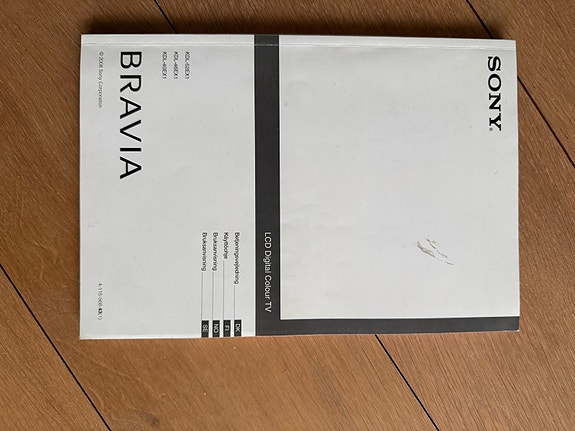 SONY®
LCD Digital Colour TV
Betjeningsvejledning DK
Käyttöohje FI
Bruksanvisning NO
Bruksanvisning SE
KDL-52EX1
KDL-46EX1
KDL-40EX1
BRAVIA
© 2008 Sony Corporation